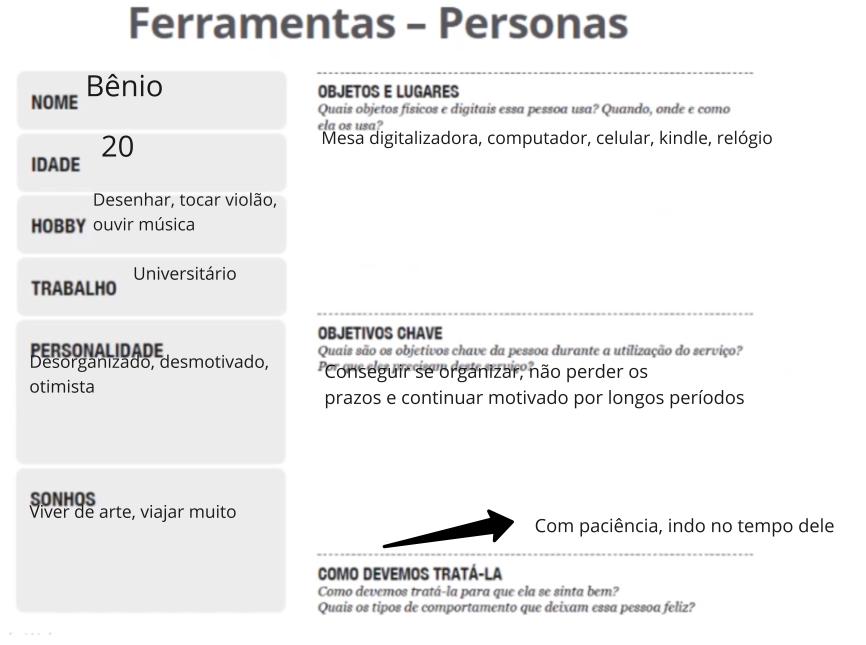 Ferramentas – Personas
NOME Bênio
IDADE 20
HOBBY Desenhar, tocar violão,
ouvir música
TRABALHO Universitário
PERSONALIDADE
Desorganizado, desmotivado,
otimista
SONHOS
Viver de arte, viajar muito
OBJETOS E LUGARES
Quais objetos físicos e digitais essa pessoa usa? Quando, onde e como
ela os usa?
Mesa digitalizadora, computador, celular, kindle, relógio
OBJETIVOS CHAVE
Quais são os objetivos chave da pessoa durante a utilização do serviço?
Por que eles precisam deste serviço?
Conseguir se organizar, não perder os
prazos e continuar motivado por longos períodos
Com paciência, indo no tempo dele
COMO DEVEMOS TRATÁ-LA
Como devemos tratá-la para que ela se sinta bem?
Quais os tipos de comportamento que deixam essa pessoa feliz?